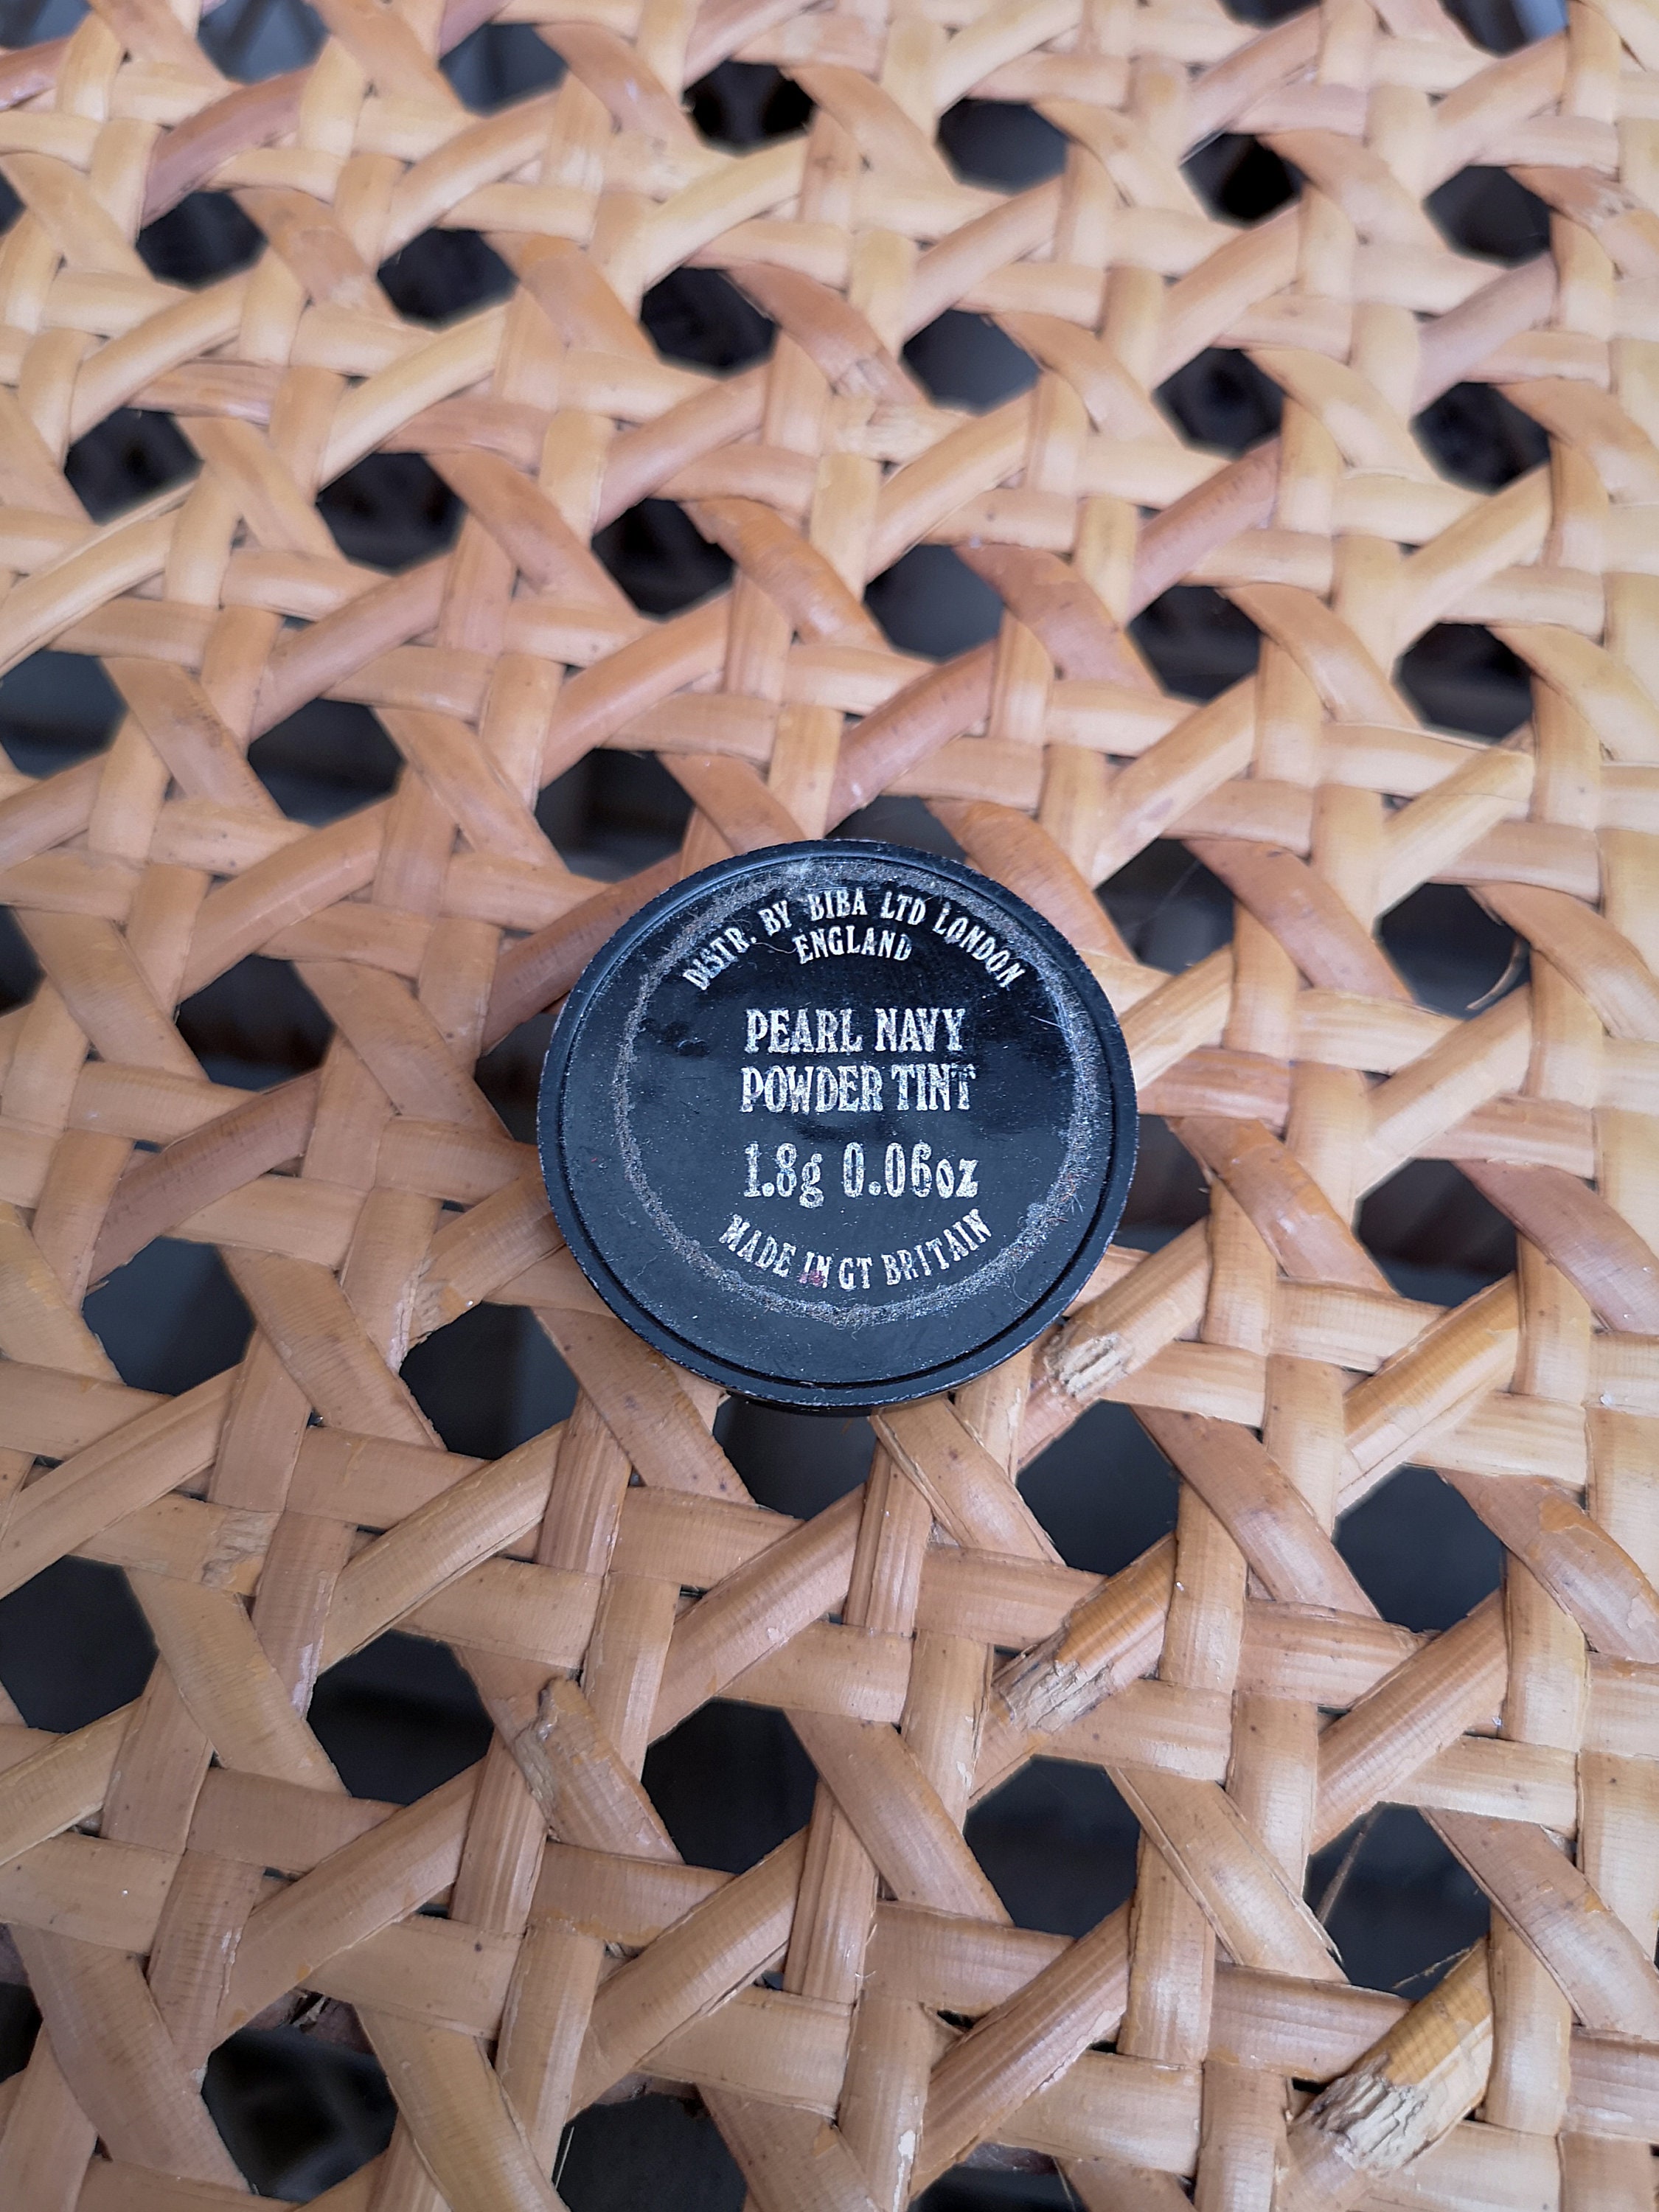 DISTR. BY BIBA LTD LONDON
ENGLAND
PEARL NAVY
POWDER TINT
1.8g 0.06oz
MADE IN GT BRITAIN